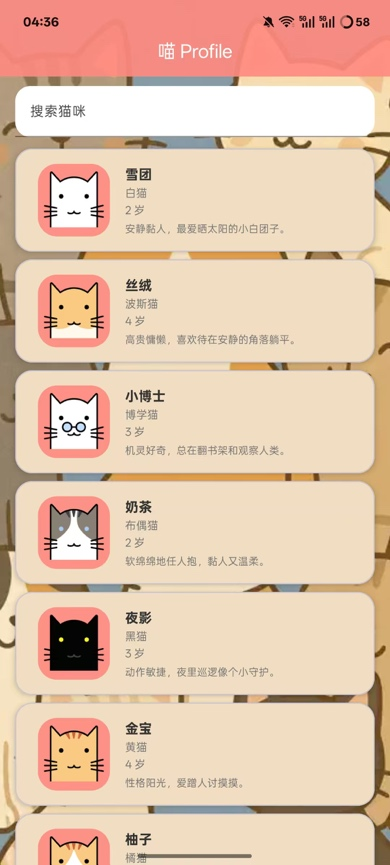 04:36
5G 5G 58
喵 Profile
搜索猫咪
雪团
白猫
2 岁
安静黏人，最爱晒太阳的小白团子。
丝绒
波斯猫
4 岁
高贵慵懒，喜欢待在安静的角落躺平。
小博士
博学猫
3 岁
机灵好奇，总在翻书架和观察人类。
奶茶
布偶猫
2 岁
软绵绵地任人抱，黏人又温柔。
夜影
黑猫
3 岁
动作敏捷，夜里巡逻像个小守护。
金宝
黄猫
4 岁
性格阳光，爱蹭人讨摸摸。
柚子
橘猫